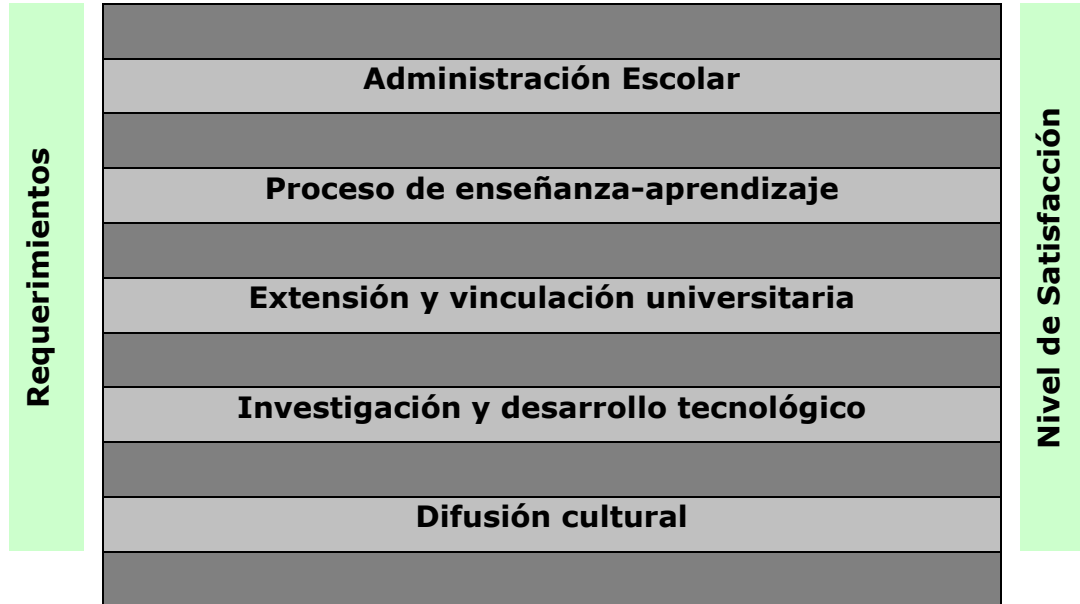 Requerimientos
Administración Escolar
Proceso de enseñanza-aprendizaje
Extensión y vinculación universitaria
Investigación y desarrollo tecnológico
Difusión cultural
Nivel de Satisfacción